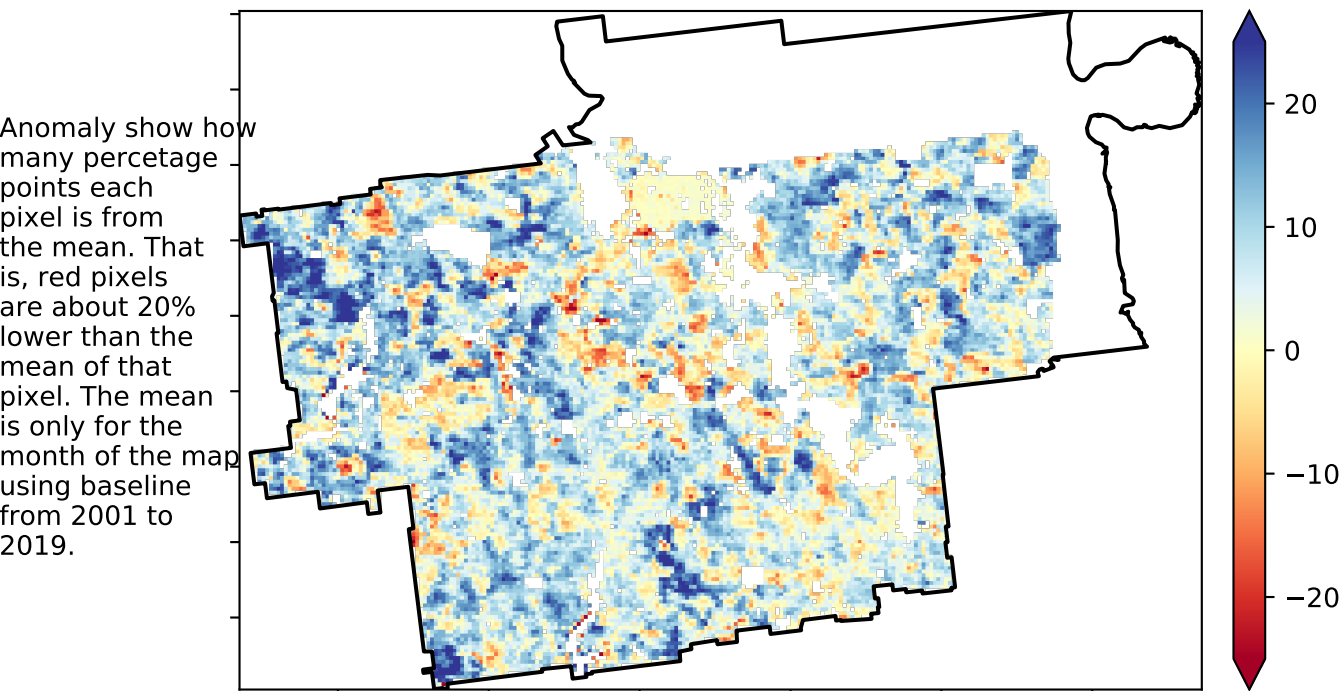 Anomaly show how
many percetage
points each
pixel is from
the mean. That
is, red pixels
are about 20%
lower than the
mean of that
pixel. The mean
is only for the
month of the map
using baseline
from 2001 to
2019.
20
10
0
−10
−20